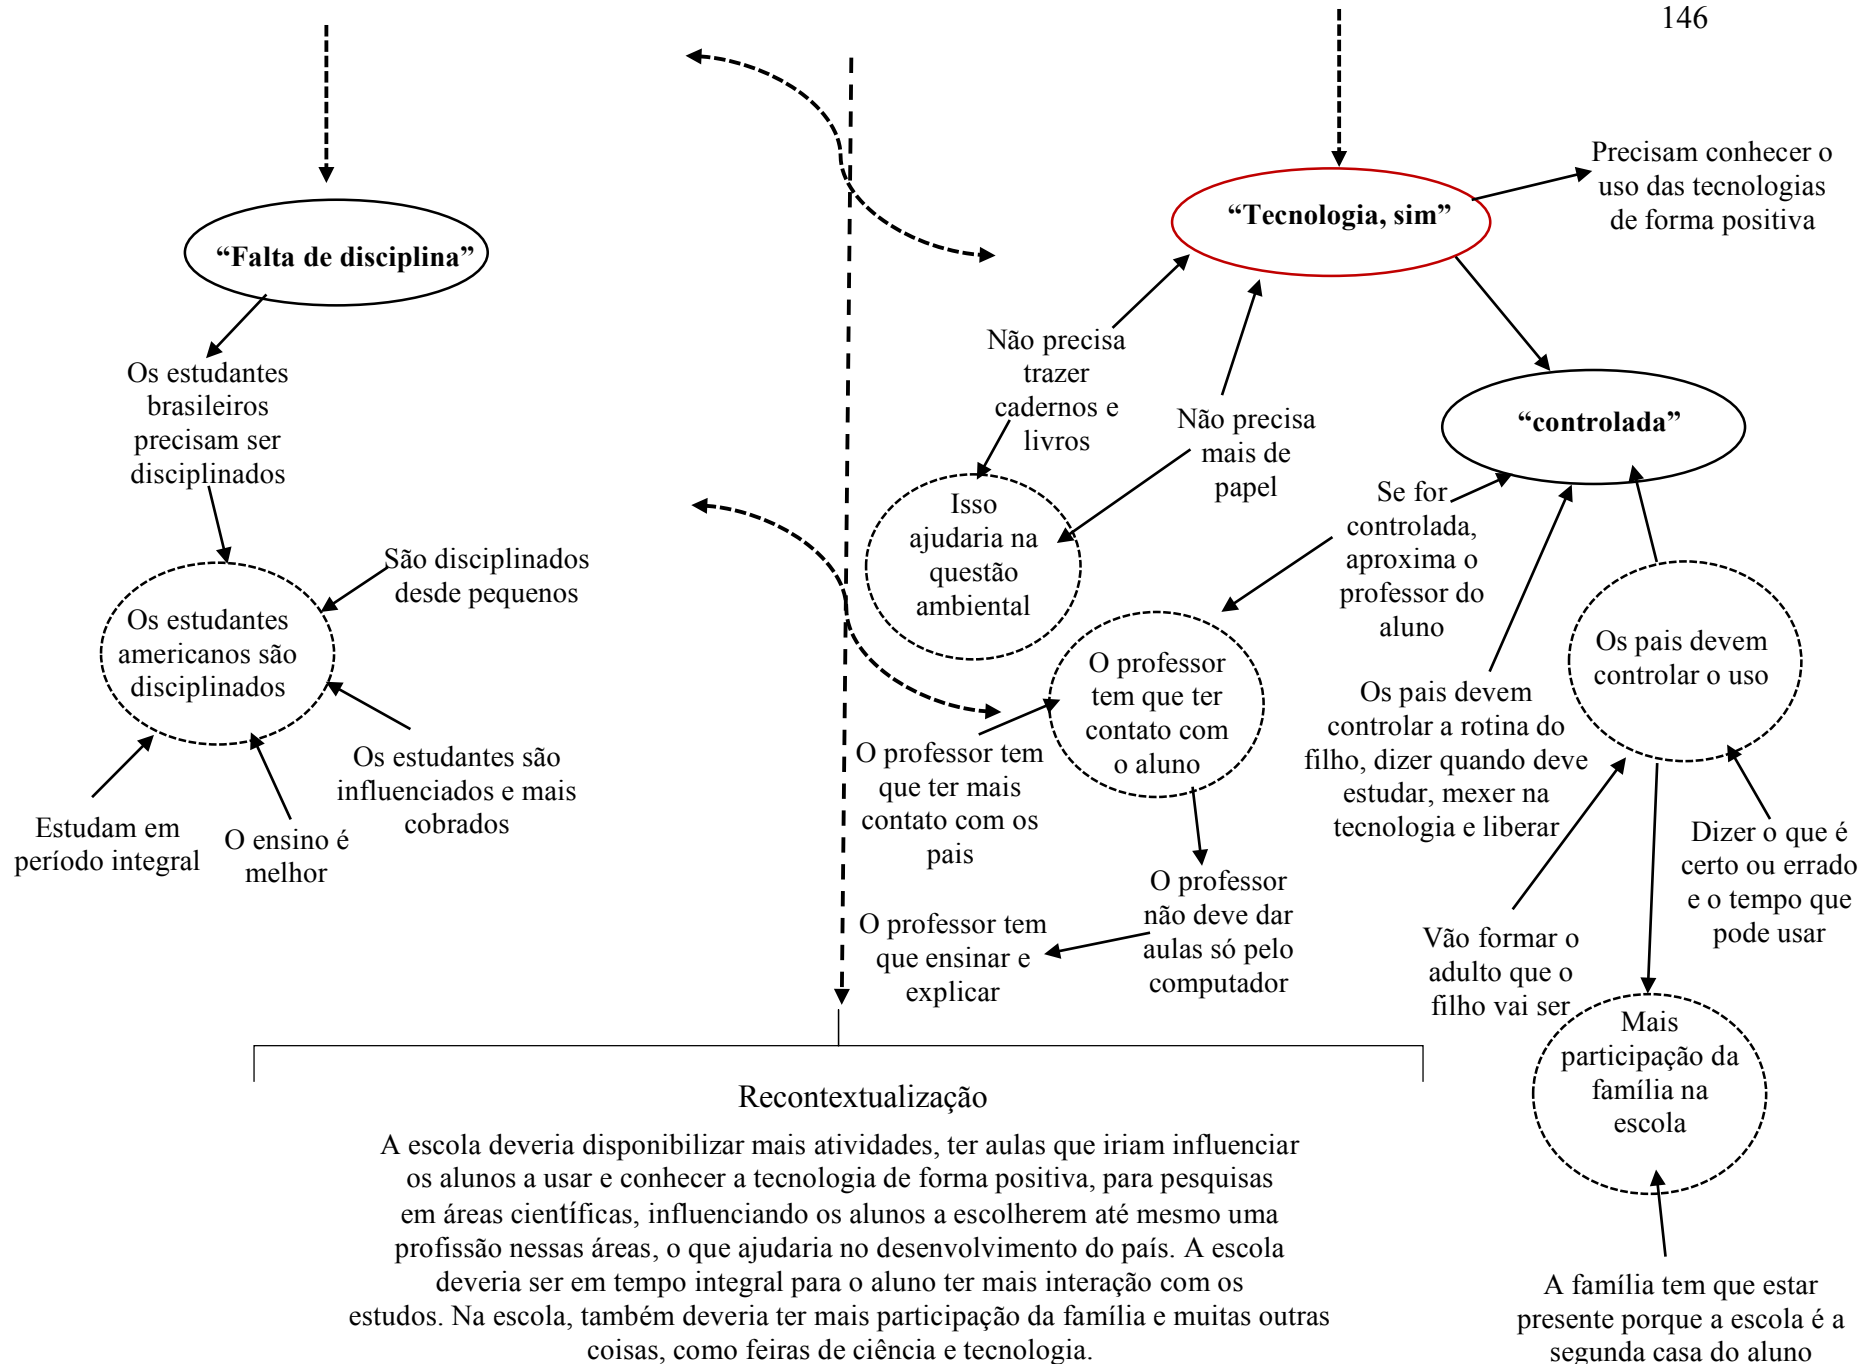 146
“Falta de disciplina”
Os estudantes
brasileiros
precisam ser
disciplinados
São disciplinados
desde pequenos
Os estudantes
americanos são
disciplinados
Os estudantes são
influenciados e mais
cobrados
Estudam em
período integral
O ensino é
melhor
“Tecnologia, sim”
Precisam conhecer o
uso das tecnologias
de forma positiva
Não precisa
trazer
cadernos e
livros
Não precisa
mais de
papel
Isso
ajudaria na
questão
ambiental
“controlada”
Se for
controlada,
aproxima o
professor do
aluno
O professor
tem que ter
contato com
o aluno
O professor tem
que ter mais
contato com os
pais
O professor
não deve dar
aulas só pelo
computador
O professor tem
que ensinar e
explicar
Os pais devem
controlar a rotina do
filho, dizer quando deve
estudar, mexer na
tecnologia e liberar
Os pais devem
controlar o uso
Vão formar o
adulto que o
filho vai ser
Dizer o que é
certo ou errado
e o tempo que
pode usar
Mais
participação da
família na
escola
A família tem que estar
presente porque a escola é a
segunda casa do aluno
Recontextualização
A escola deveria disponibilizar mais atividades, ter aulas que iriam influenciar
os alunos a usar e conhecer a tecnologia de forma positiva, para pesquisas
em áreas científicas, influenciando os alunos a escolherem até mesmo uma
profissão nessas áreas, o que ajudaria no desenvolvimento do país. A escola
deveria ser em tempo integral para o aluno ter mais interação com os
estudos. Na escola, também deveria ter mais participação da família e muitas outras
coisas, como feiras de ciência e tecnologia.